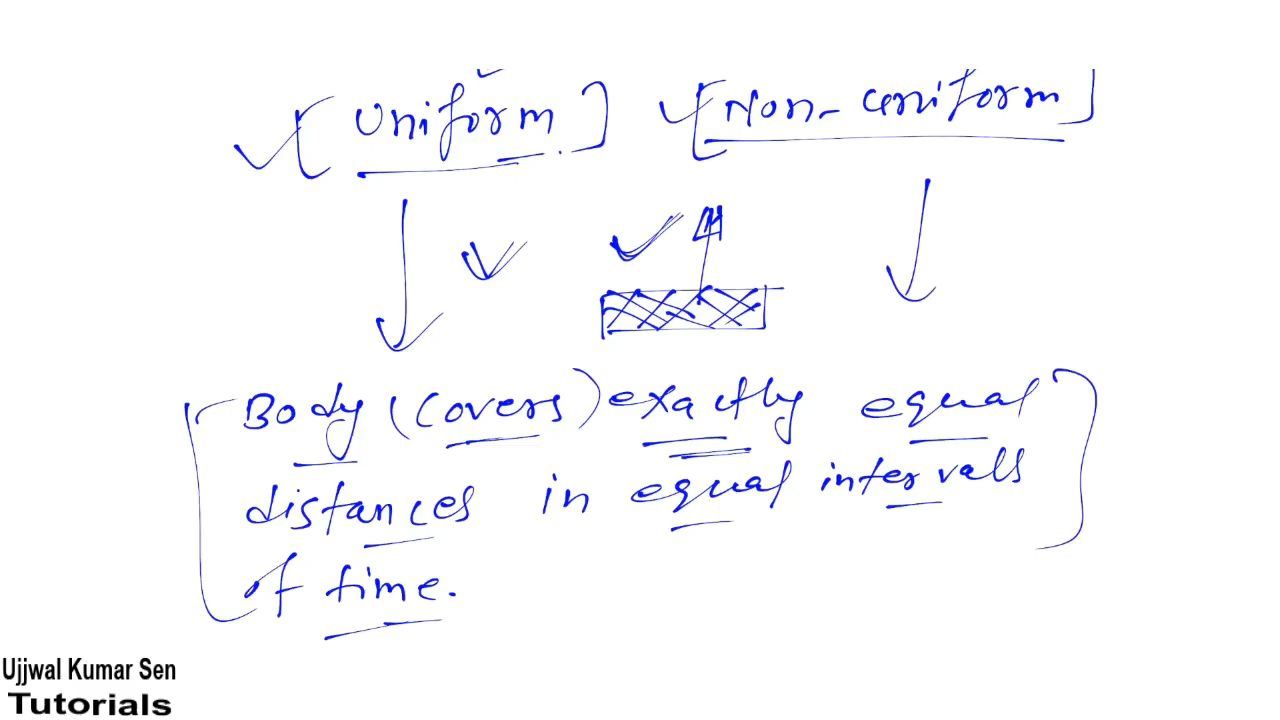 [Uniform] [Non-uniform]
Body (covers) exactly equal
distances in equal intervals
of time.
Ujjwal Kumar Sen
Tutorials